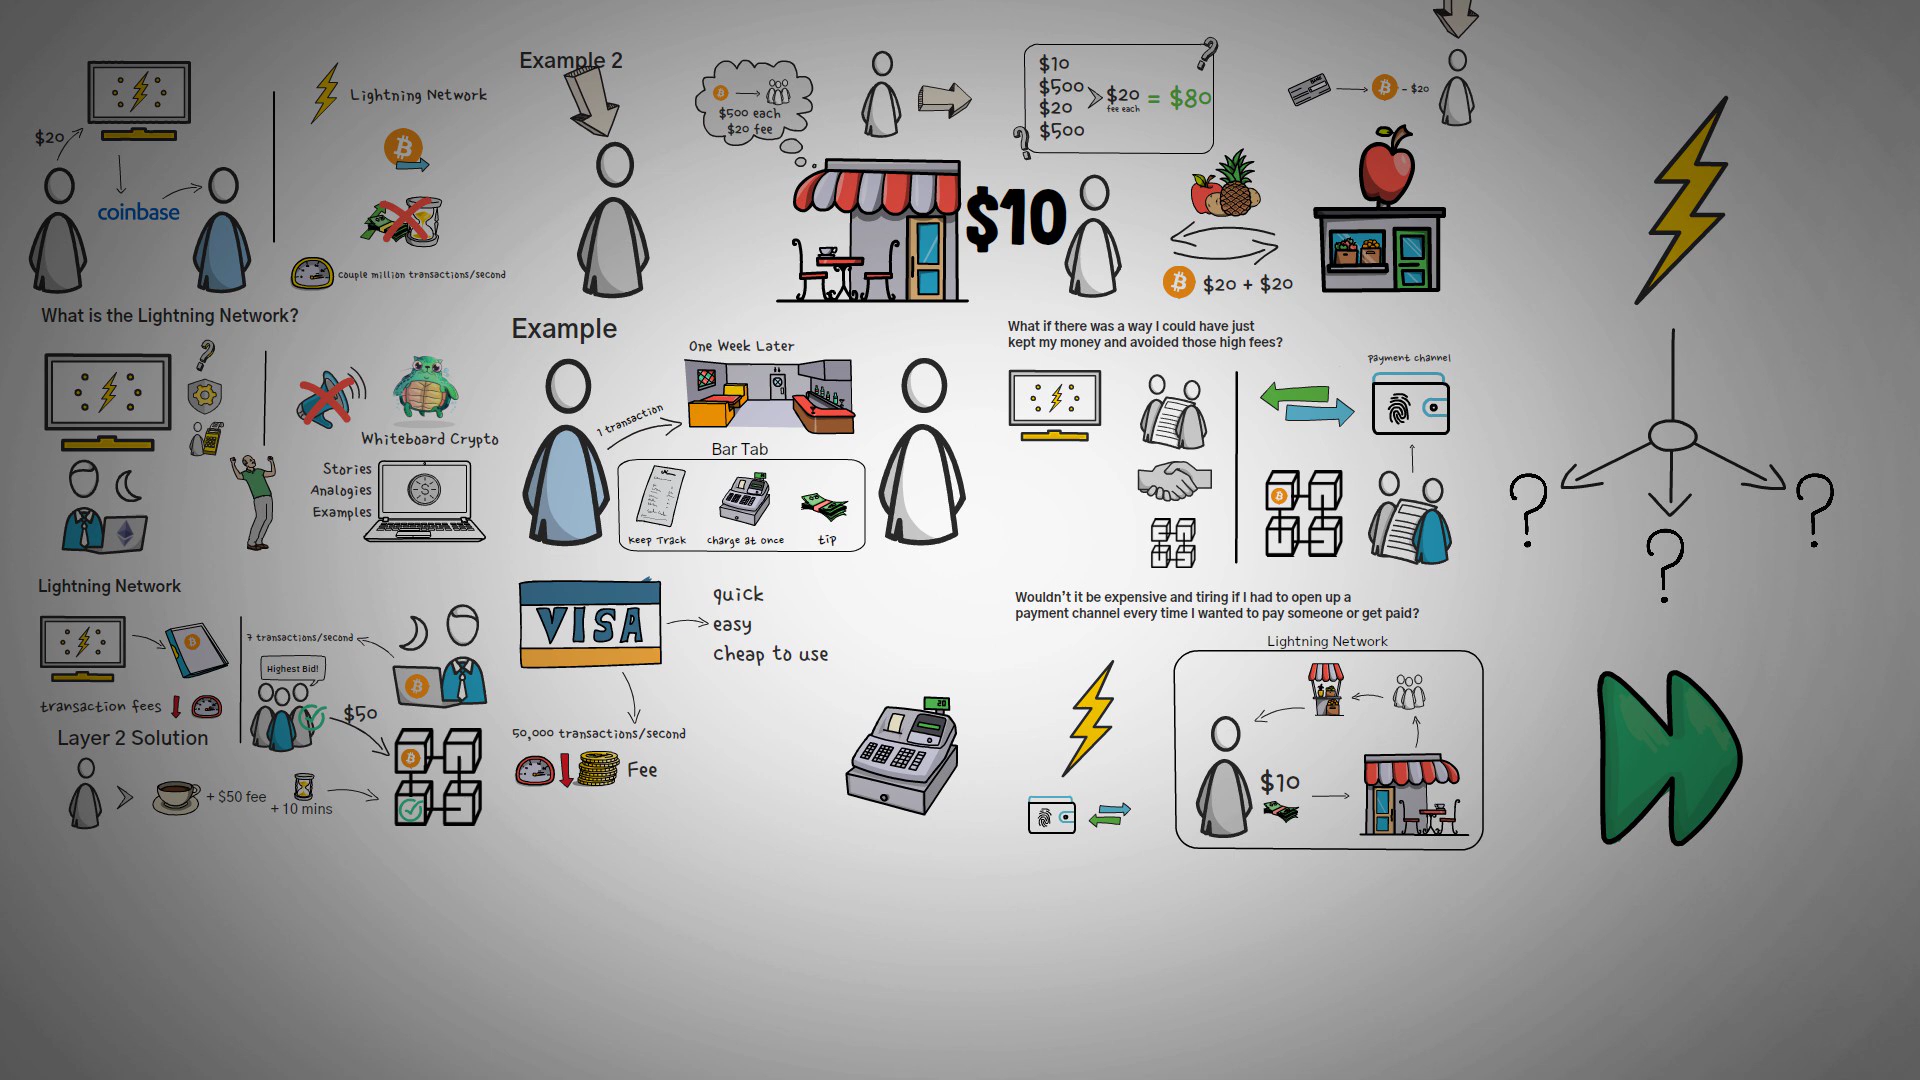 $20
coinbase
Lightning Network
couple million transactions/second
What is the Lightning Network?
Whiteboard Crypto
Stories
Analogies
Examples
Lightning Network
transaction fees
Layer 2 Solution
+ $50 fee
+ 10 mins
7 transactions/second
Highest Bid!
$50
Example 2
$500 each
$20 fee
$10
Example
One Week Later
1 transaction
Bar Tab
Keep Track
charge at once
tip
VISA
quick
easy
cheap to use
50,000 transactions/second
Fee
20
$10
$500
$20
$500
$20
fee each
= $80
BANK
- $20
$20 + $20
What if there was a way I could have just
kept my money and avoided those high fees?
Payment channel
Wouldn't it be expensive and tiring if I had to open up a
payment channel every time I wanted to pay someone or get paid?
Lightning Network
$10
?
?
?